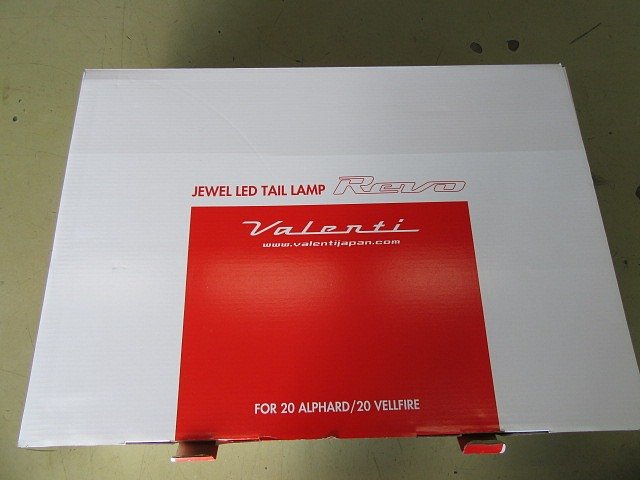 JEWEL LED TAIL LAMP Revo
Valenti
www.valentijapan.com
FOR 20 ALPHARD/20 VELLFIRE